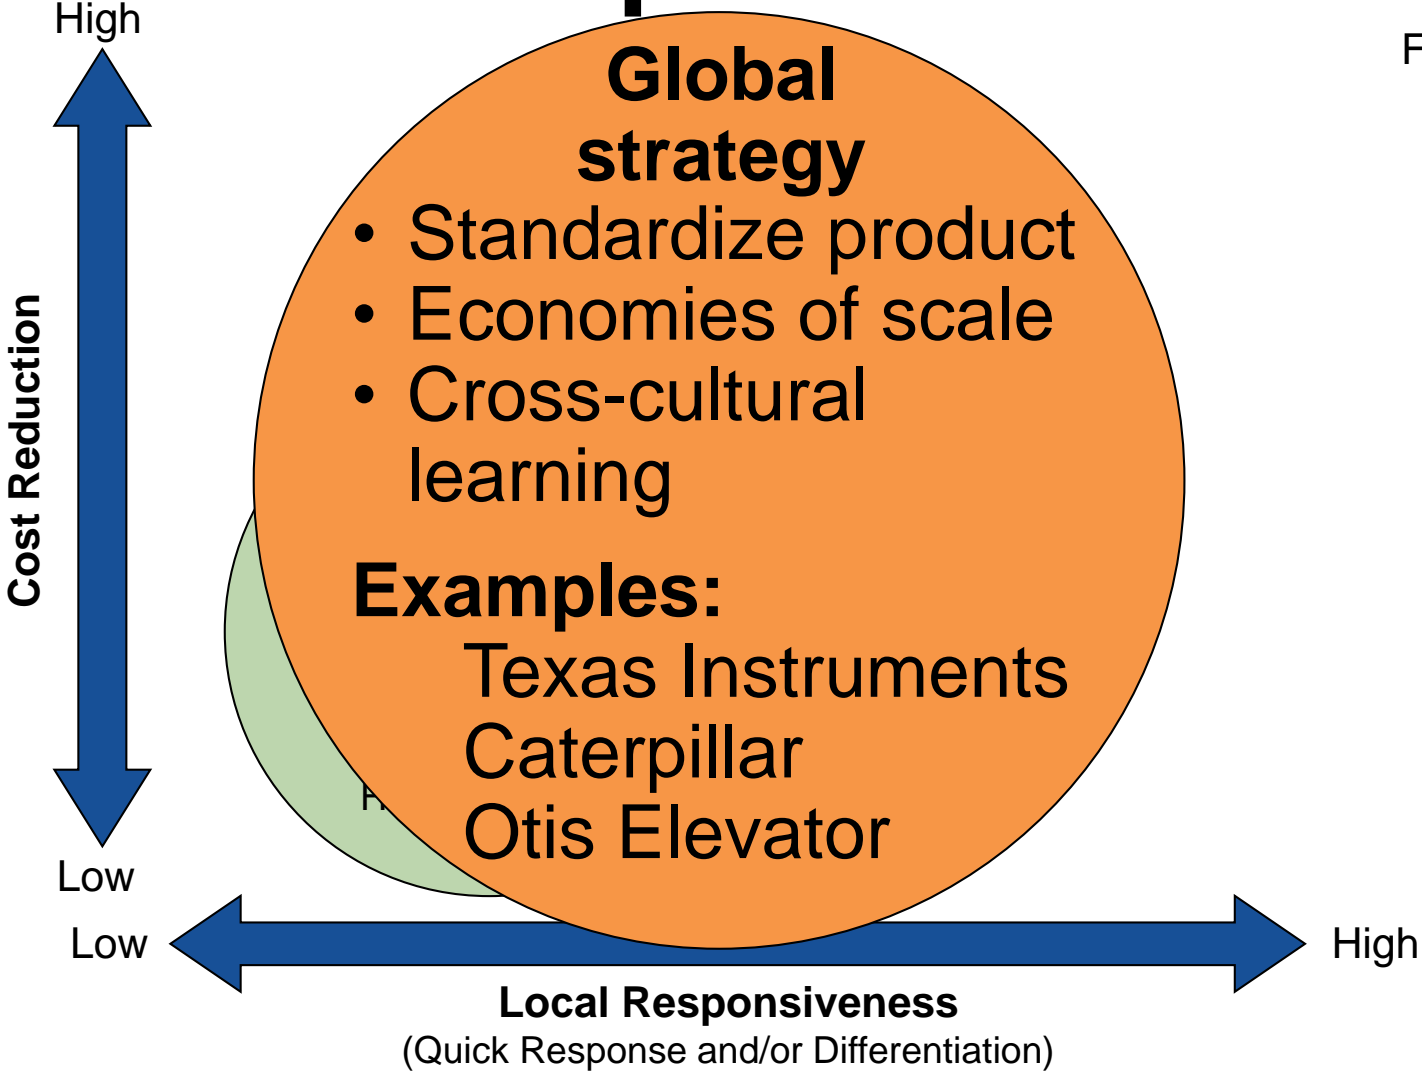 High
Global
strategy
• Standardize product
• Economies of scale
• Cross-cultural
learning
Examples:
Texas Instruments
Caterpillar
Otis Elevator
Cost Reduction
Low
Low
High
Local Responsiveness
(Quick Response and/or Differentiation)